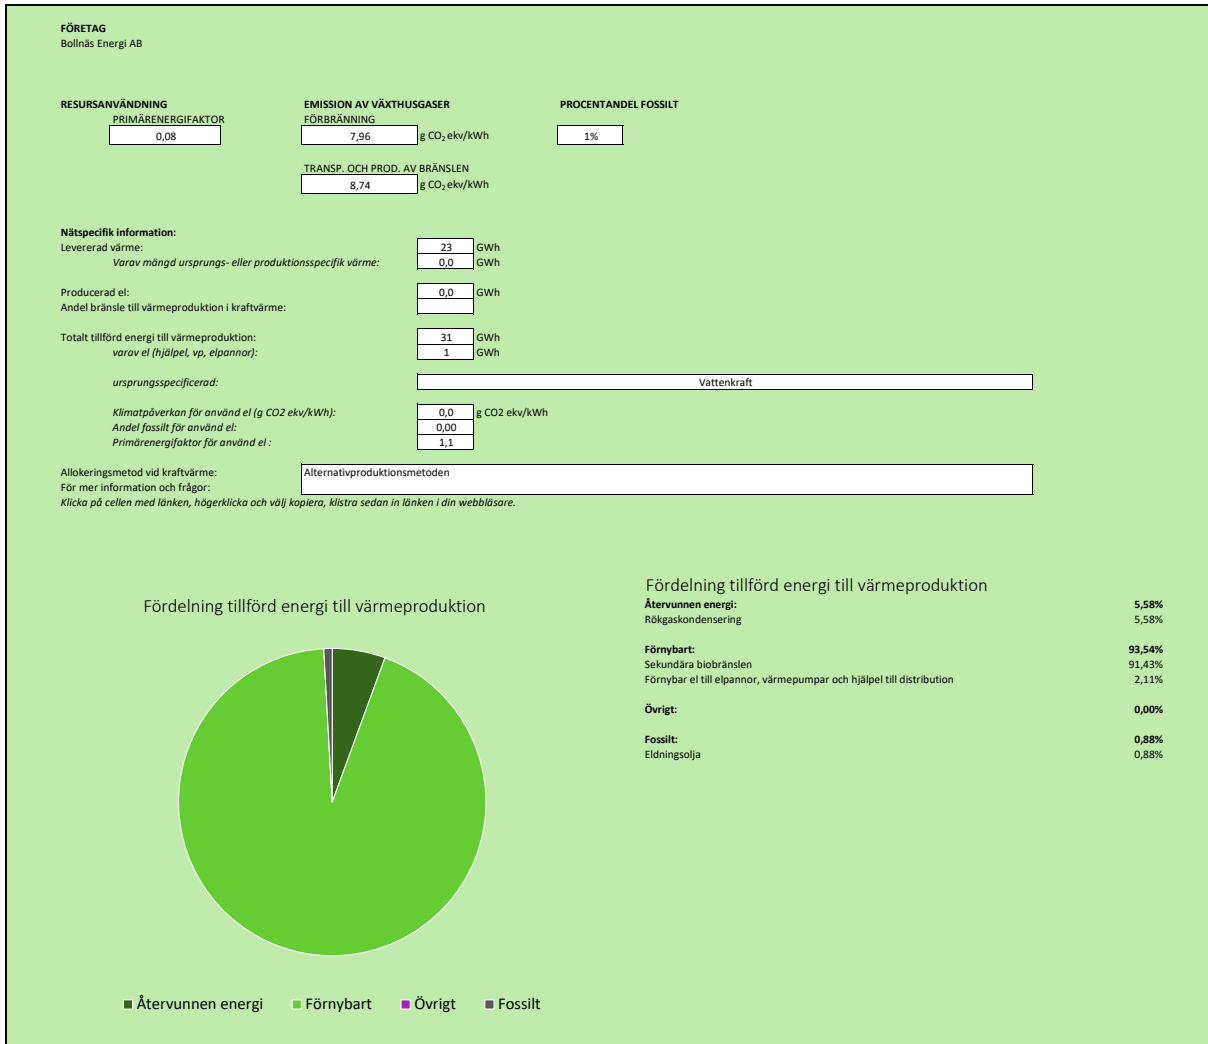 FÖRETAG
Bollnäs Energi AB
RESURSANVÄNDNING EMISSION AV VÄXTHUSGASER PROCENTANDEL FOSSILT
PRIMÄRENERGIFAKTOR FÖRBRÄNNING
0,08 7,96 g CO₂ ekv/kWh 1%
TRANSP. OCH PROD. AV BRÄNSLEN
8,74 g CO₂ ekv/kWh
Nätspecifik information:
Levererad värme: 23 GWh
Varav mängd ursprungs- eller produktionsspecifik värme: 0,0 GWh
Producerad el: 0,0 GWh
Andel bränsle till värmeproduktion i kraftvärme:
Totalt tillförd energi till värmeproduktion: 31 GWh
varav el (hjälpel, vp, elpannor): 1 GWh
ursprungsspecificerad: Vattenkraft
Klimatpåverkan för använd el (g CO2 ekv/kWh): 0,0 g CO2 ekv/kWh
Andel fossilt för använd el: 0,00
Primärenergifaktor för använd el : 1,1
Allokeringsmetod vid kraftvärme: Alternativproduktionsmetoden
För mer information och frågor:
Klicka på cellen med länken, högerklicka och välj kopiera, klistra sedan in länken i din webbläsare.
Fördelning tillförd energi till värmeproduktion
Återvunnen energi
Förnybart
Övrigt
Fossilt
Fördelning tillförd energi till värmeproduktion
Återvunnen energi: 5,58%
Rökgaskondensering 5,58%
Förnybart: 93,54%
Sekundära biobränslen 91,43%
Förnybar el till elpannor, värmepumpar och hjälpel till distribution 2,11%
Övrigt: 0,00%
Fossilt: 0,88%
Eldningsolja 0,88%